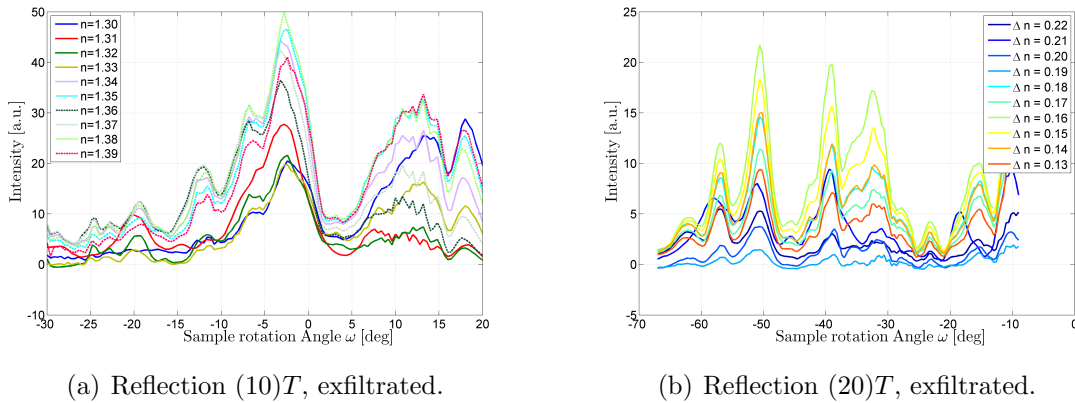 50
40
30
20
10
0
-10
Intensity [a.u.]
n=1.30
n=1.31
n=1.32
n=1.33
n=1.34
n=1.35
n=1.36
n=1.37
n=1.38
n=1.39
-30 -25 -20 -15 -10 -5 0 5 10 15 20
Sample rotation Angle ω [deg]
(a) Reflection (10)T, exfiltrated.
25
20
15
10
5
0
-5
Intensity [a.u.]
Δ n = 0.22
Δ n = 0.21
Δ n = 0.20
Δ n = 0.19
Δ n = 0.18
Δ n = 0.17
Δ n = 0.16
Δ n = 0.15
Δ n = 0.14
Δ n = 0.13
-70 -60 -50 -40 -30 -20 -10 0
Sample rotation Angle ω [deg]
(b) Reflection (20)T, exfiltrated.